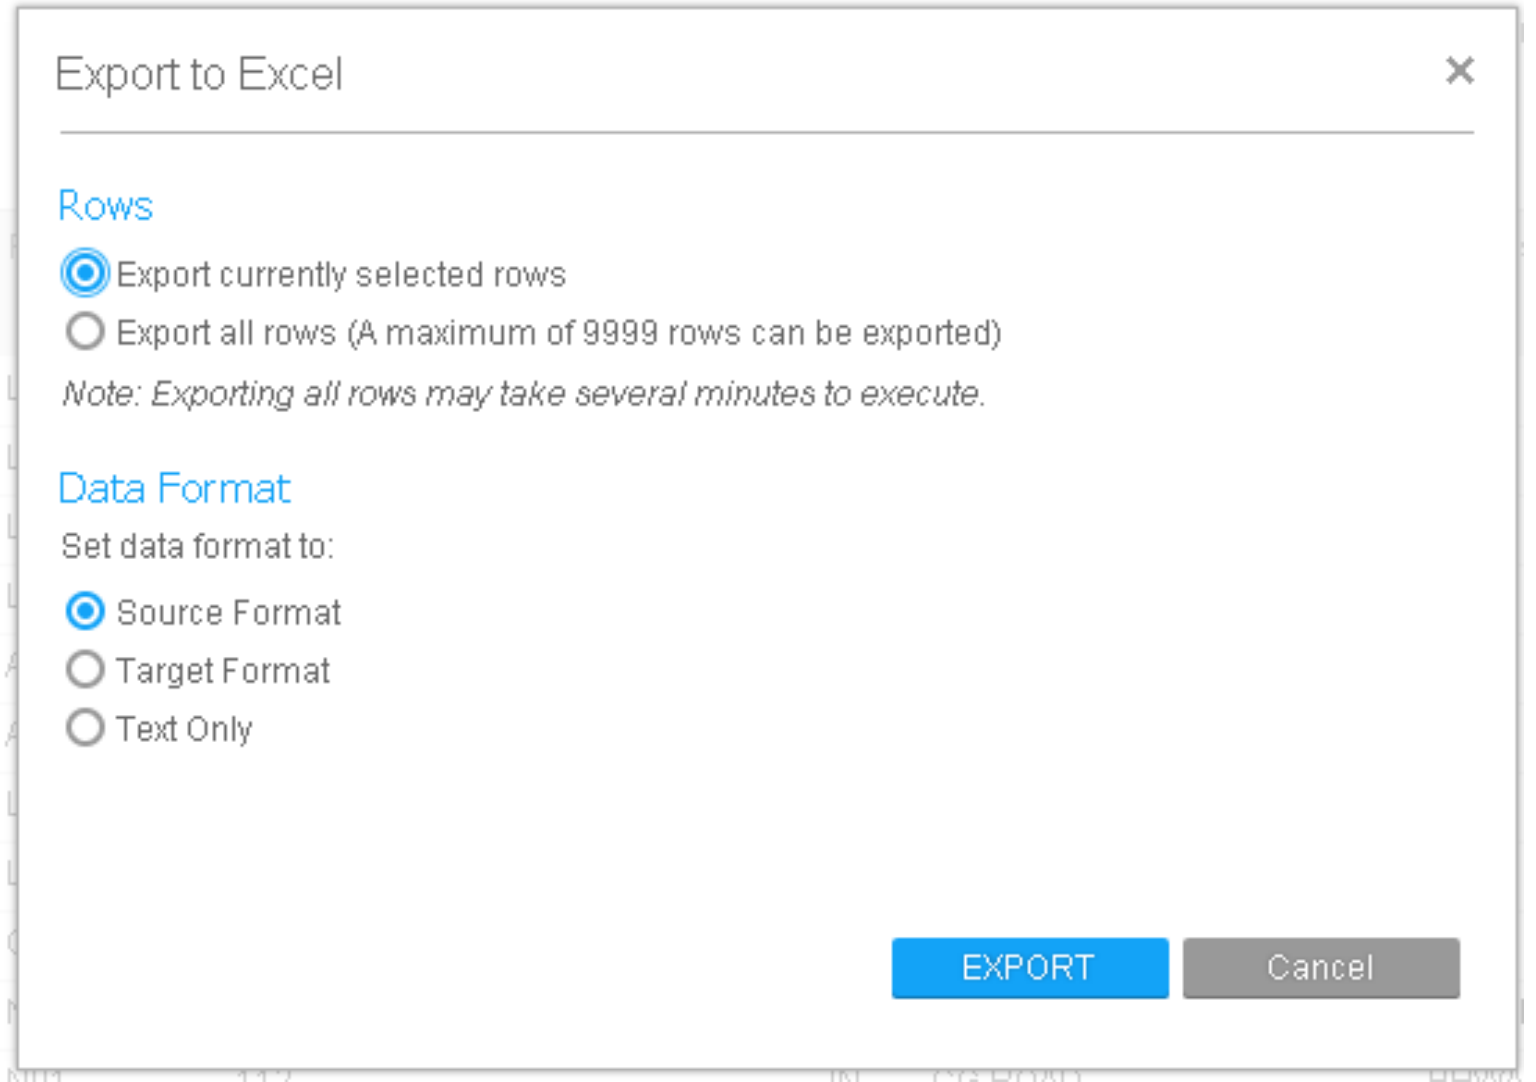 Export to Excel
Rows
Export currently selected rows
Export all rows (A maximum of 9999 rows can be exported)
Note: Exporting all rows may take several minutes to execute.
Data Format
Set data format to:
Source Format
Target Format
Text Only
EXPORT Cancel